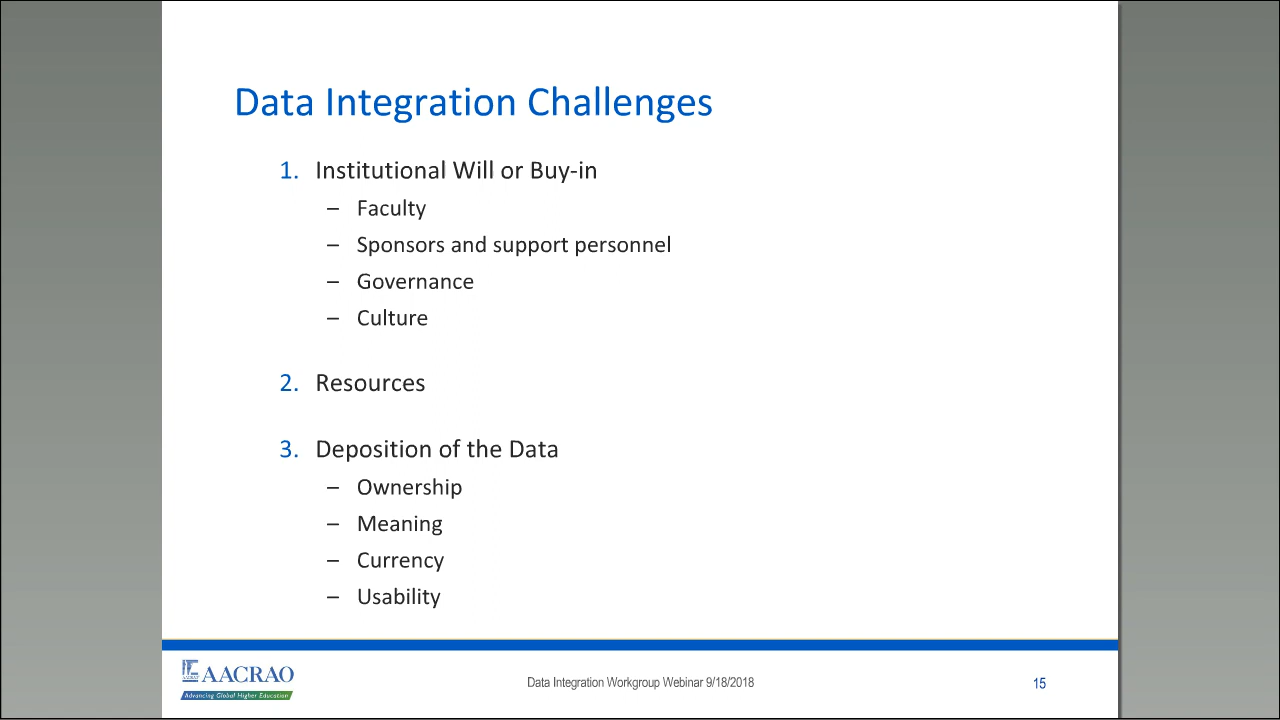 Data Integration Challenges
1. Institutional Will or Buy-in
– Faculty
– Sponsors and support personnel
– Governance
– Culture
2. Resources
3. Deposition of the Data
– Ownership
– Meaning
– Currency
– Usability
AACRAO
Advancing Global Higher Education
Data Integration Workgroup Webinar 9/18/2018
15